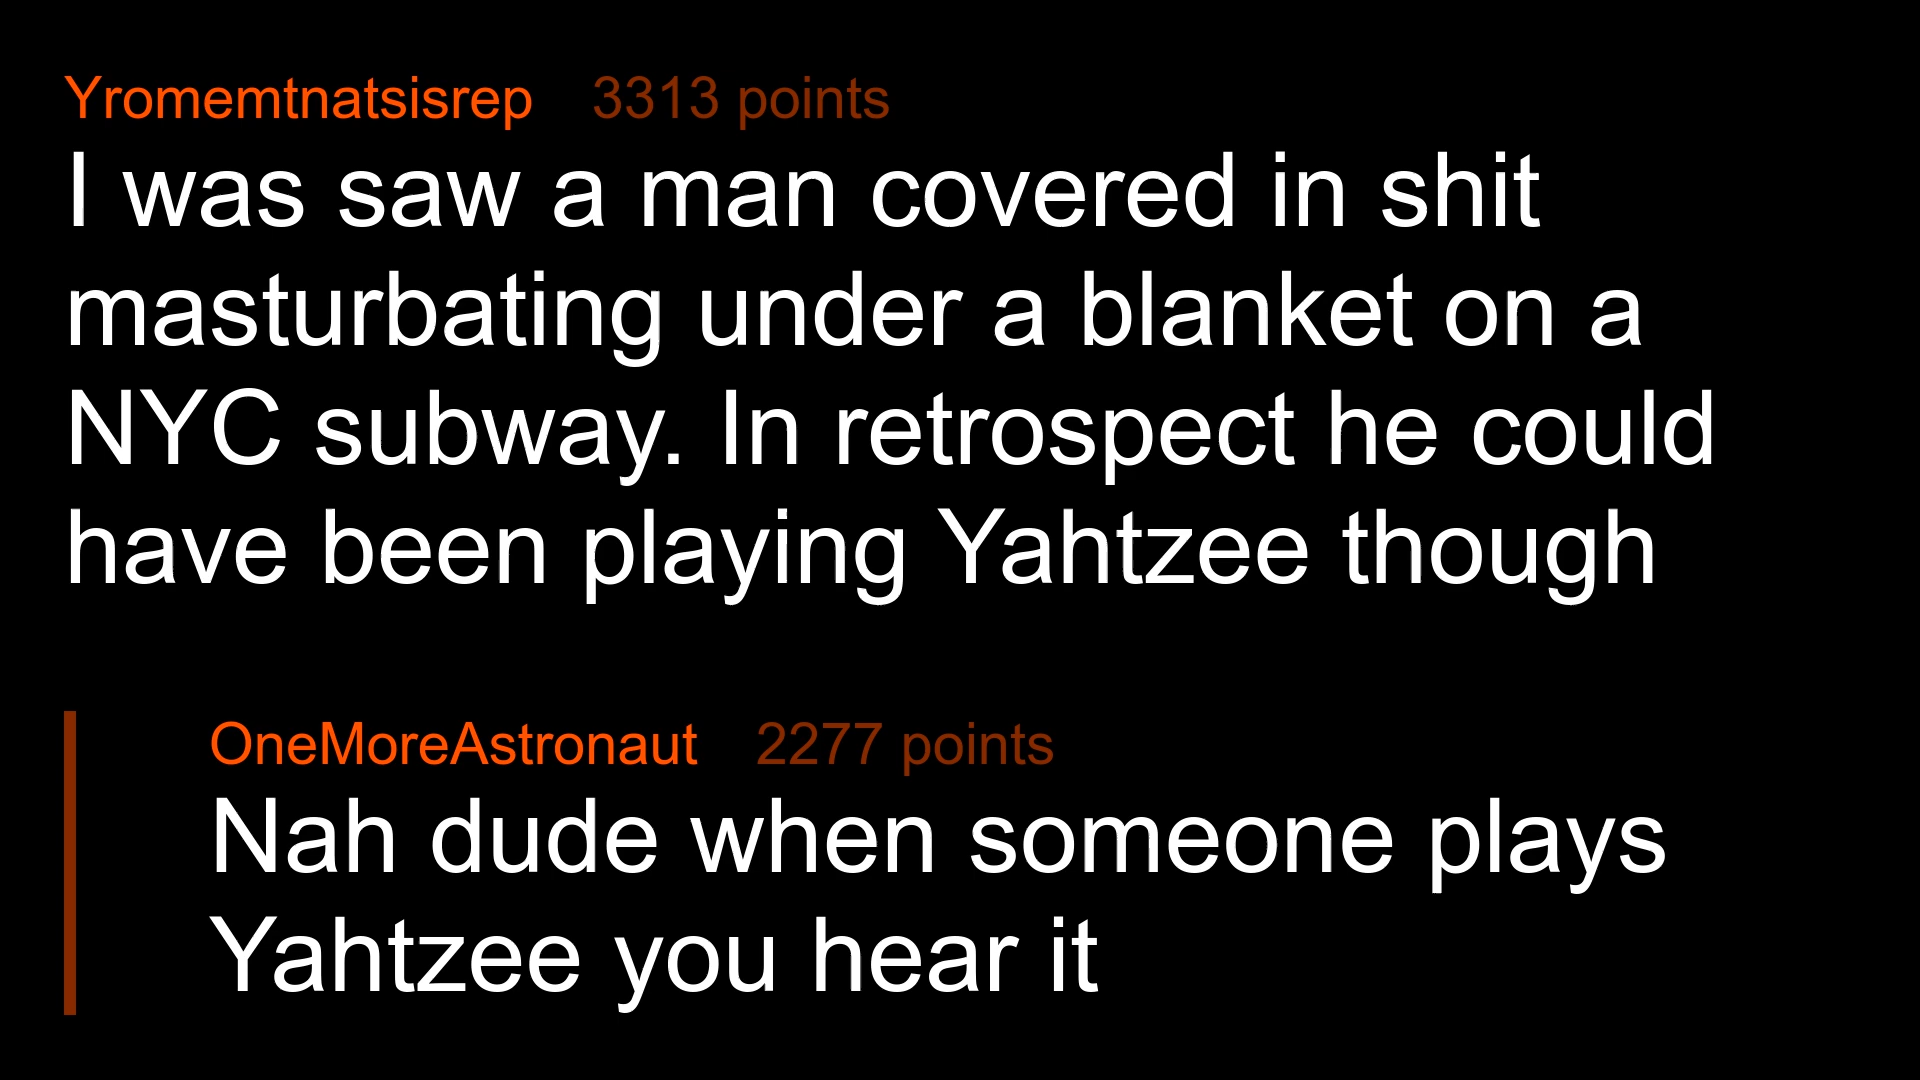 Yromemtnatsisrep 3313 points
I was saw a man covered in shit
masturbating under a blanket on a
NYC subway. In retrospect he could
have been playing Yahtzee though
OneMoreAstronaut 2277 points
Nah dude when someone plays
Yahtzee you hear it